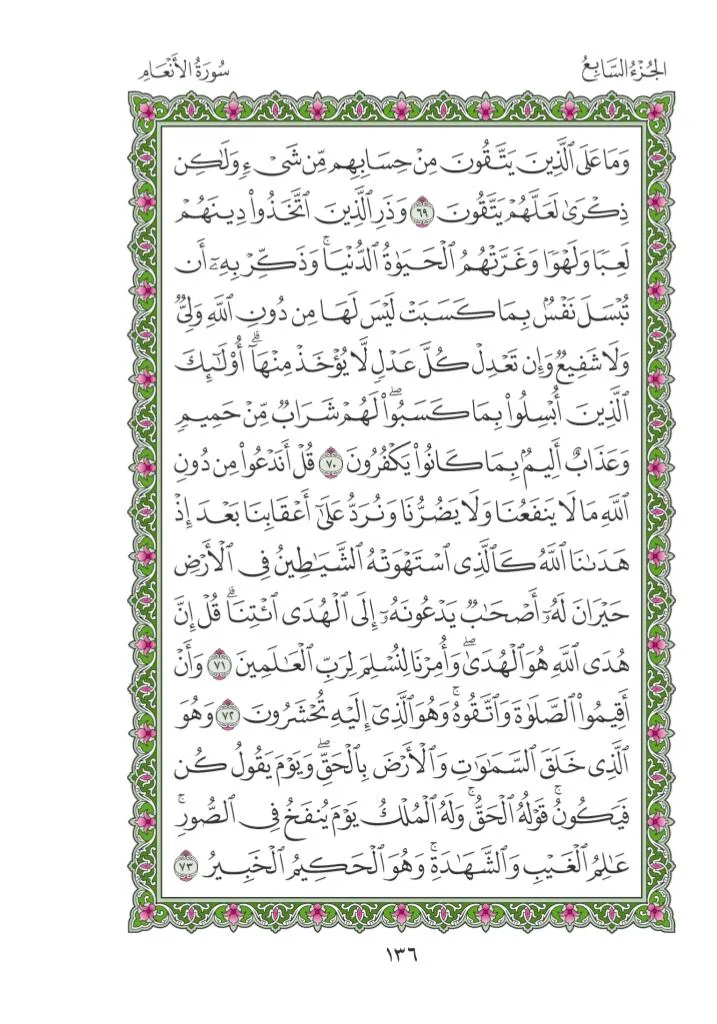 الجُزْءُ السَّابِعُ
سُورَةُ الأَنْعَامِ
وَمَا عَلَى ٱلَّذِينَ يَتَّقُونَ مِنْ حِسَابِهِم مِّن شَىْءٍ وَلَٰكِن
ذِكْرَىٰ لَعَلَّهُمْ يَتَّقُونَ ٦٩ وَذَرِ ٱلَّذِينَ ٱتَّخَذُوا۟ دِينَهُمْ
لَعِبًا وَلَهْوًا وَغَرَّتْهُمُ ٱلْحَيَوٰةُ ٱلدُّنْيَا ۚ وَذَكِّرْ بِهِۦٓ أَن
تُبْسَلَ نَفْسٌۢ بِمَا كَسَبَتْ لَيْسَ لَهَا مِن دُونِ ٱللَّهِ وَلِىٌّ
وَلَا شَفِيعٌ وَإِن تَعْدِلْ كُلَّ عَدْلٍ لَّا يُؤْخَذْ مِنْهَآ ۗ أُو۟لَٰٓئِكَ
ٱلَّذِينَ أُبْسِلُوا۟ بِمَا كَسَبُوا۟ ۖ لَهُمْ شَرَابٌ مِّنْ حَمِيمٍ
وَعَذَابٌ أَلِيمٌۢ بِمَا كَانُوا۟ يَكْفُرُونَ ٧٠ قُلْ أَنَدْعُوا۟ مِن دُونِ
ٱللَّهِ مَا لَا يَنفَعُنَا وَلَا يَضُرُّنَا وَنُرَدُّ عَلَىٰٓ أَعْقَابِنَا بَعْدَ إِذْ
هَدَىٰنَا ٱللَّهُ كَٱلَّذِى ٱسْتَهْوَتْهُ ٱلشَّيَٰطِينُ فِى ٱلْأَرْضِ
حَيْرَانَ لَهُۥٓ أَصْحَٰبٌ يَدْعُونَهُۥٓ إِلَى ٱلْهُدَى ٱئْتِنَا ۗ قُلْ إِنَّ
هُدَى ٱللَّهِ هُوَ ٱلْهُدَىٰ ۖ وَأُمِرْنَا لِنُسْلِمَ لِرَبِّ ٱلْعَٰلَمِينَ ٧١ وَأَنْ
أَقِيمُوا۟ ٱلصَّلَوٰةَ وَٱتَّقُوهُ ۚ وَهُوَ ٱلَّذِىٓ إِلَيْهِ تُحْشَرُونَ ٧٢ وَهُوَ
ٱلَّذِى خَلَقَ ٱلسَّمَٰوَٰتِ وَٱلْأَرْضَ بِٱلْحَقِّ ۖ وَيَوْمَ يَقُولُ كُن
فَيَكُونُ ۚ قَوْلُهُ ٱلْحَقُّ ۚ وَلَهُ ٱلْمُلْكُ يَوْمَ يُنفَخُ فِى ٱلصُّورِ ۚ
عَٰلِمُ ٱلْغَيْبِ وَٱلشَّهَٰدَةِ ۚ وَهُوَ ٱلْحَكِيمُ ٱلْخَبِيرُ ٧٣
١٣٦